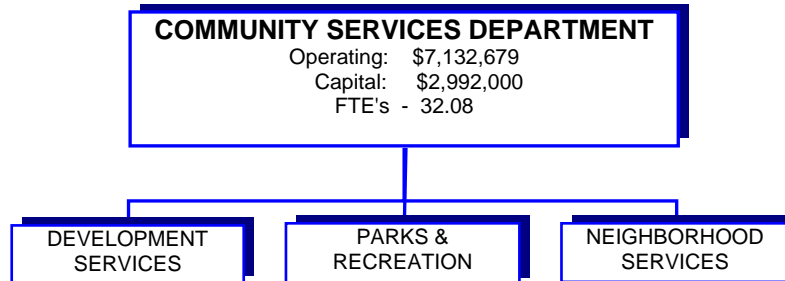 COMMUNITY SERVICES DEPARTMENT
Operating: $7,132,679
Capital: $2,992,000
FTE's - 32.08
DEVELOPMENT
SERVICES
PARKS &
RECREATION
NEIGHBORHOOD
SERVICES